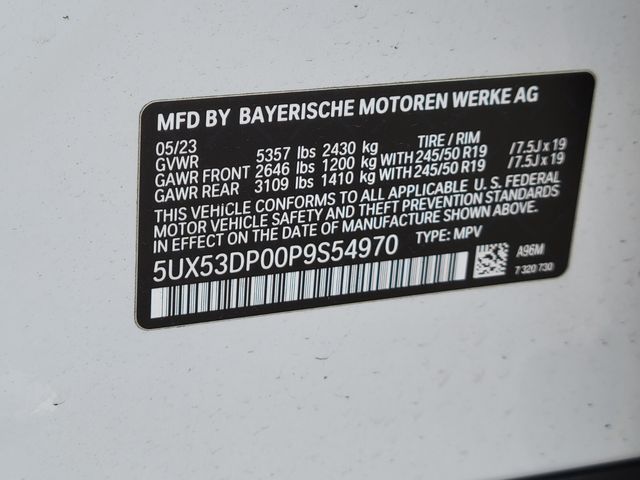 MFD BY BAYERISCHE MOTOREN WERKE AG
05/23 TIRE / RIM
GVWR 5357 lbs 2430 kg
GAWR FRONT 2646 lbs 1200 kg WITH 245/50 R19 /7.5J x 19
GAWR REAR 3109 lbs 1410 kg WITH 245/50 R19 /7.5J x 19
THIS VEHICLE CONFORMS TO ALL APPLICABLE U.S. FEDERAL
MOTOR VEHICLE SAFETY AND THEFT PREVENTION STANDARDS
IN EFFECT ON THE DATE OF MANUFACTURE SHOWN ABOVE.
5UX53DP00P9S54970 TYPE: MPV
A96M
7 320 730